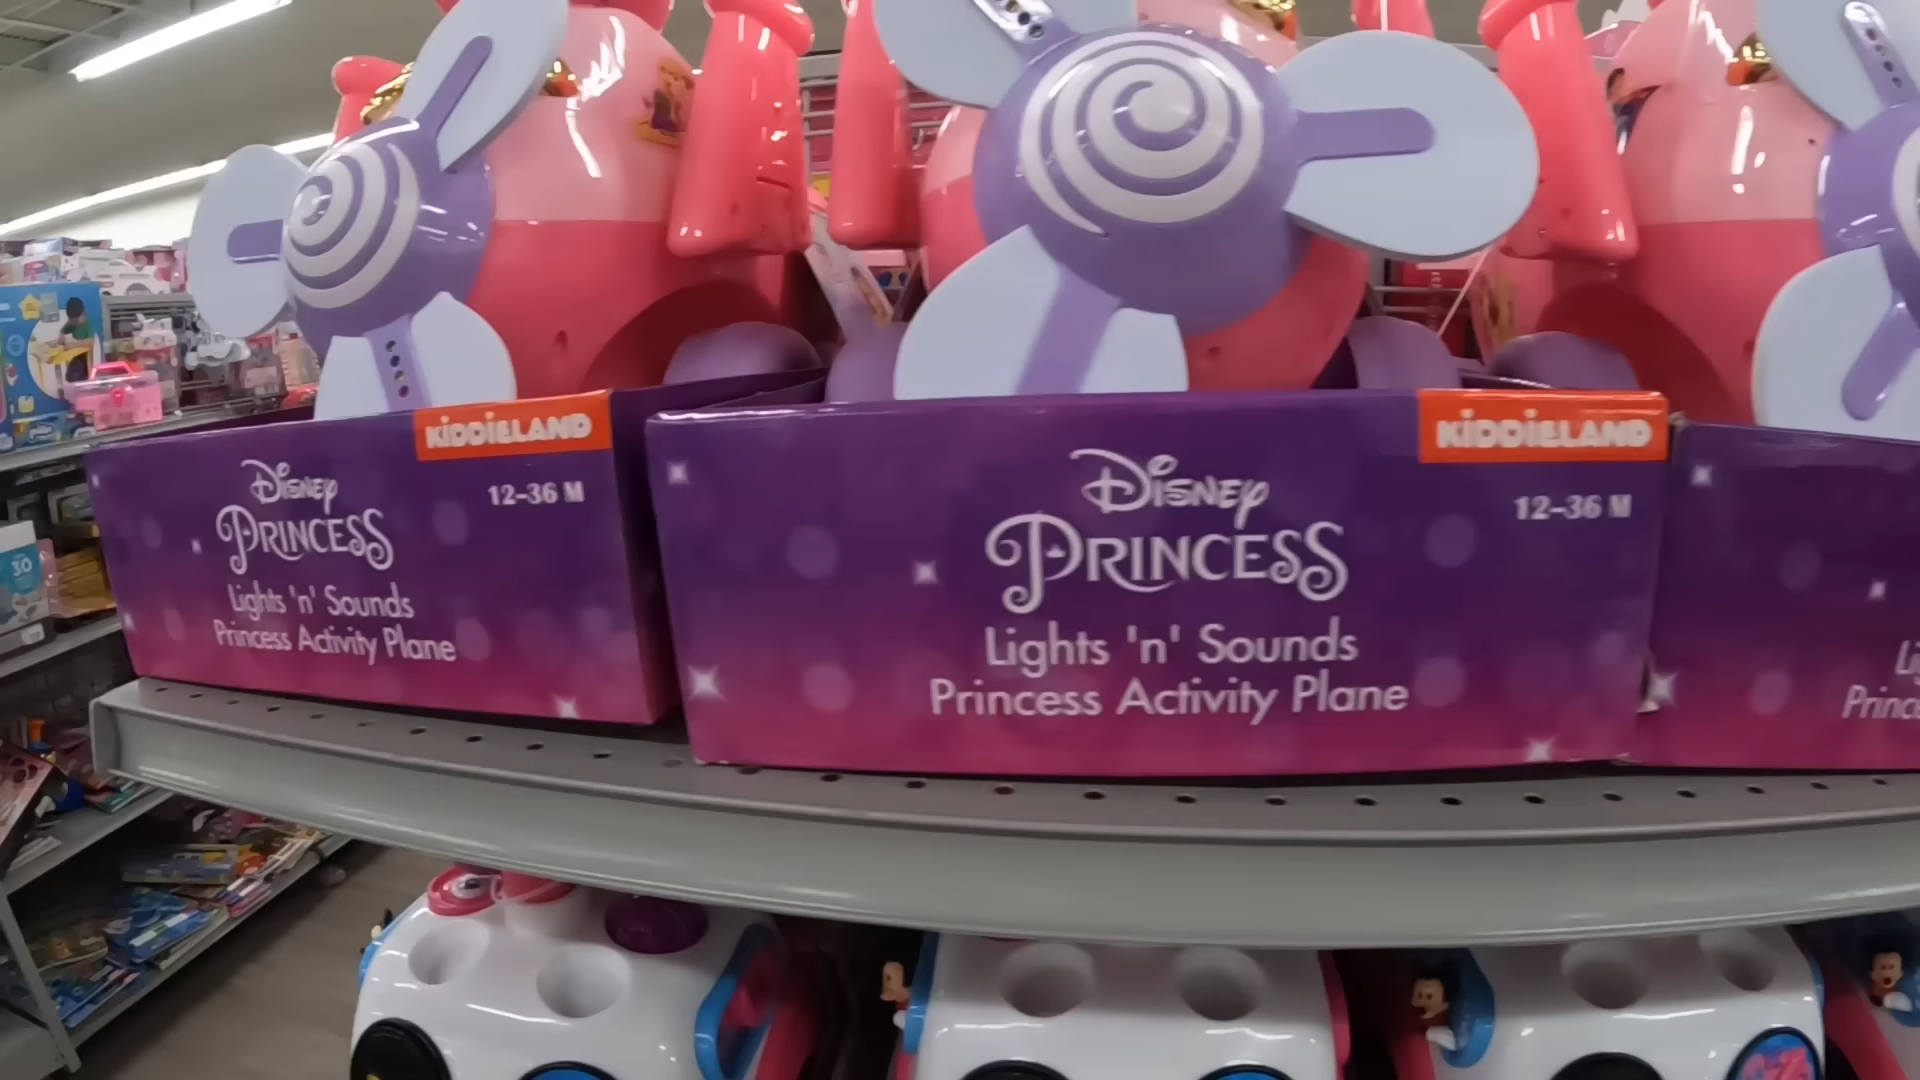 KIDDIELAND
DISNEY
PRINCESS
12-36 M
Lights 'n' Sounds
Princess Activity Plane
KIDDIELAND
DISNEY
PRINCESS
12-36 M
Lights 'n' Sounds
Princess Activity Plane
30